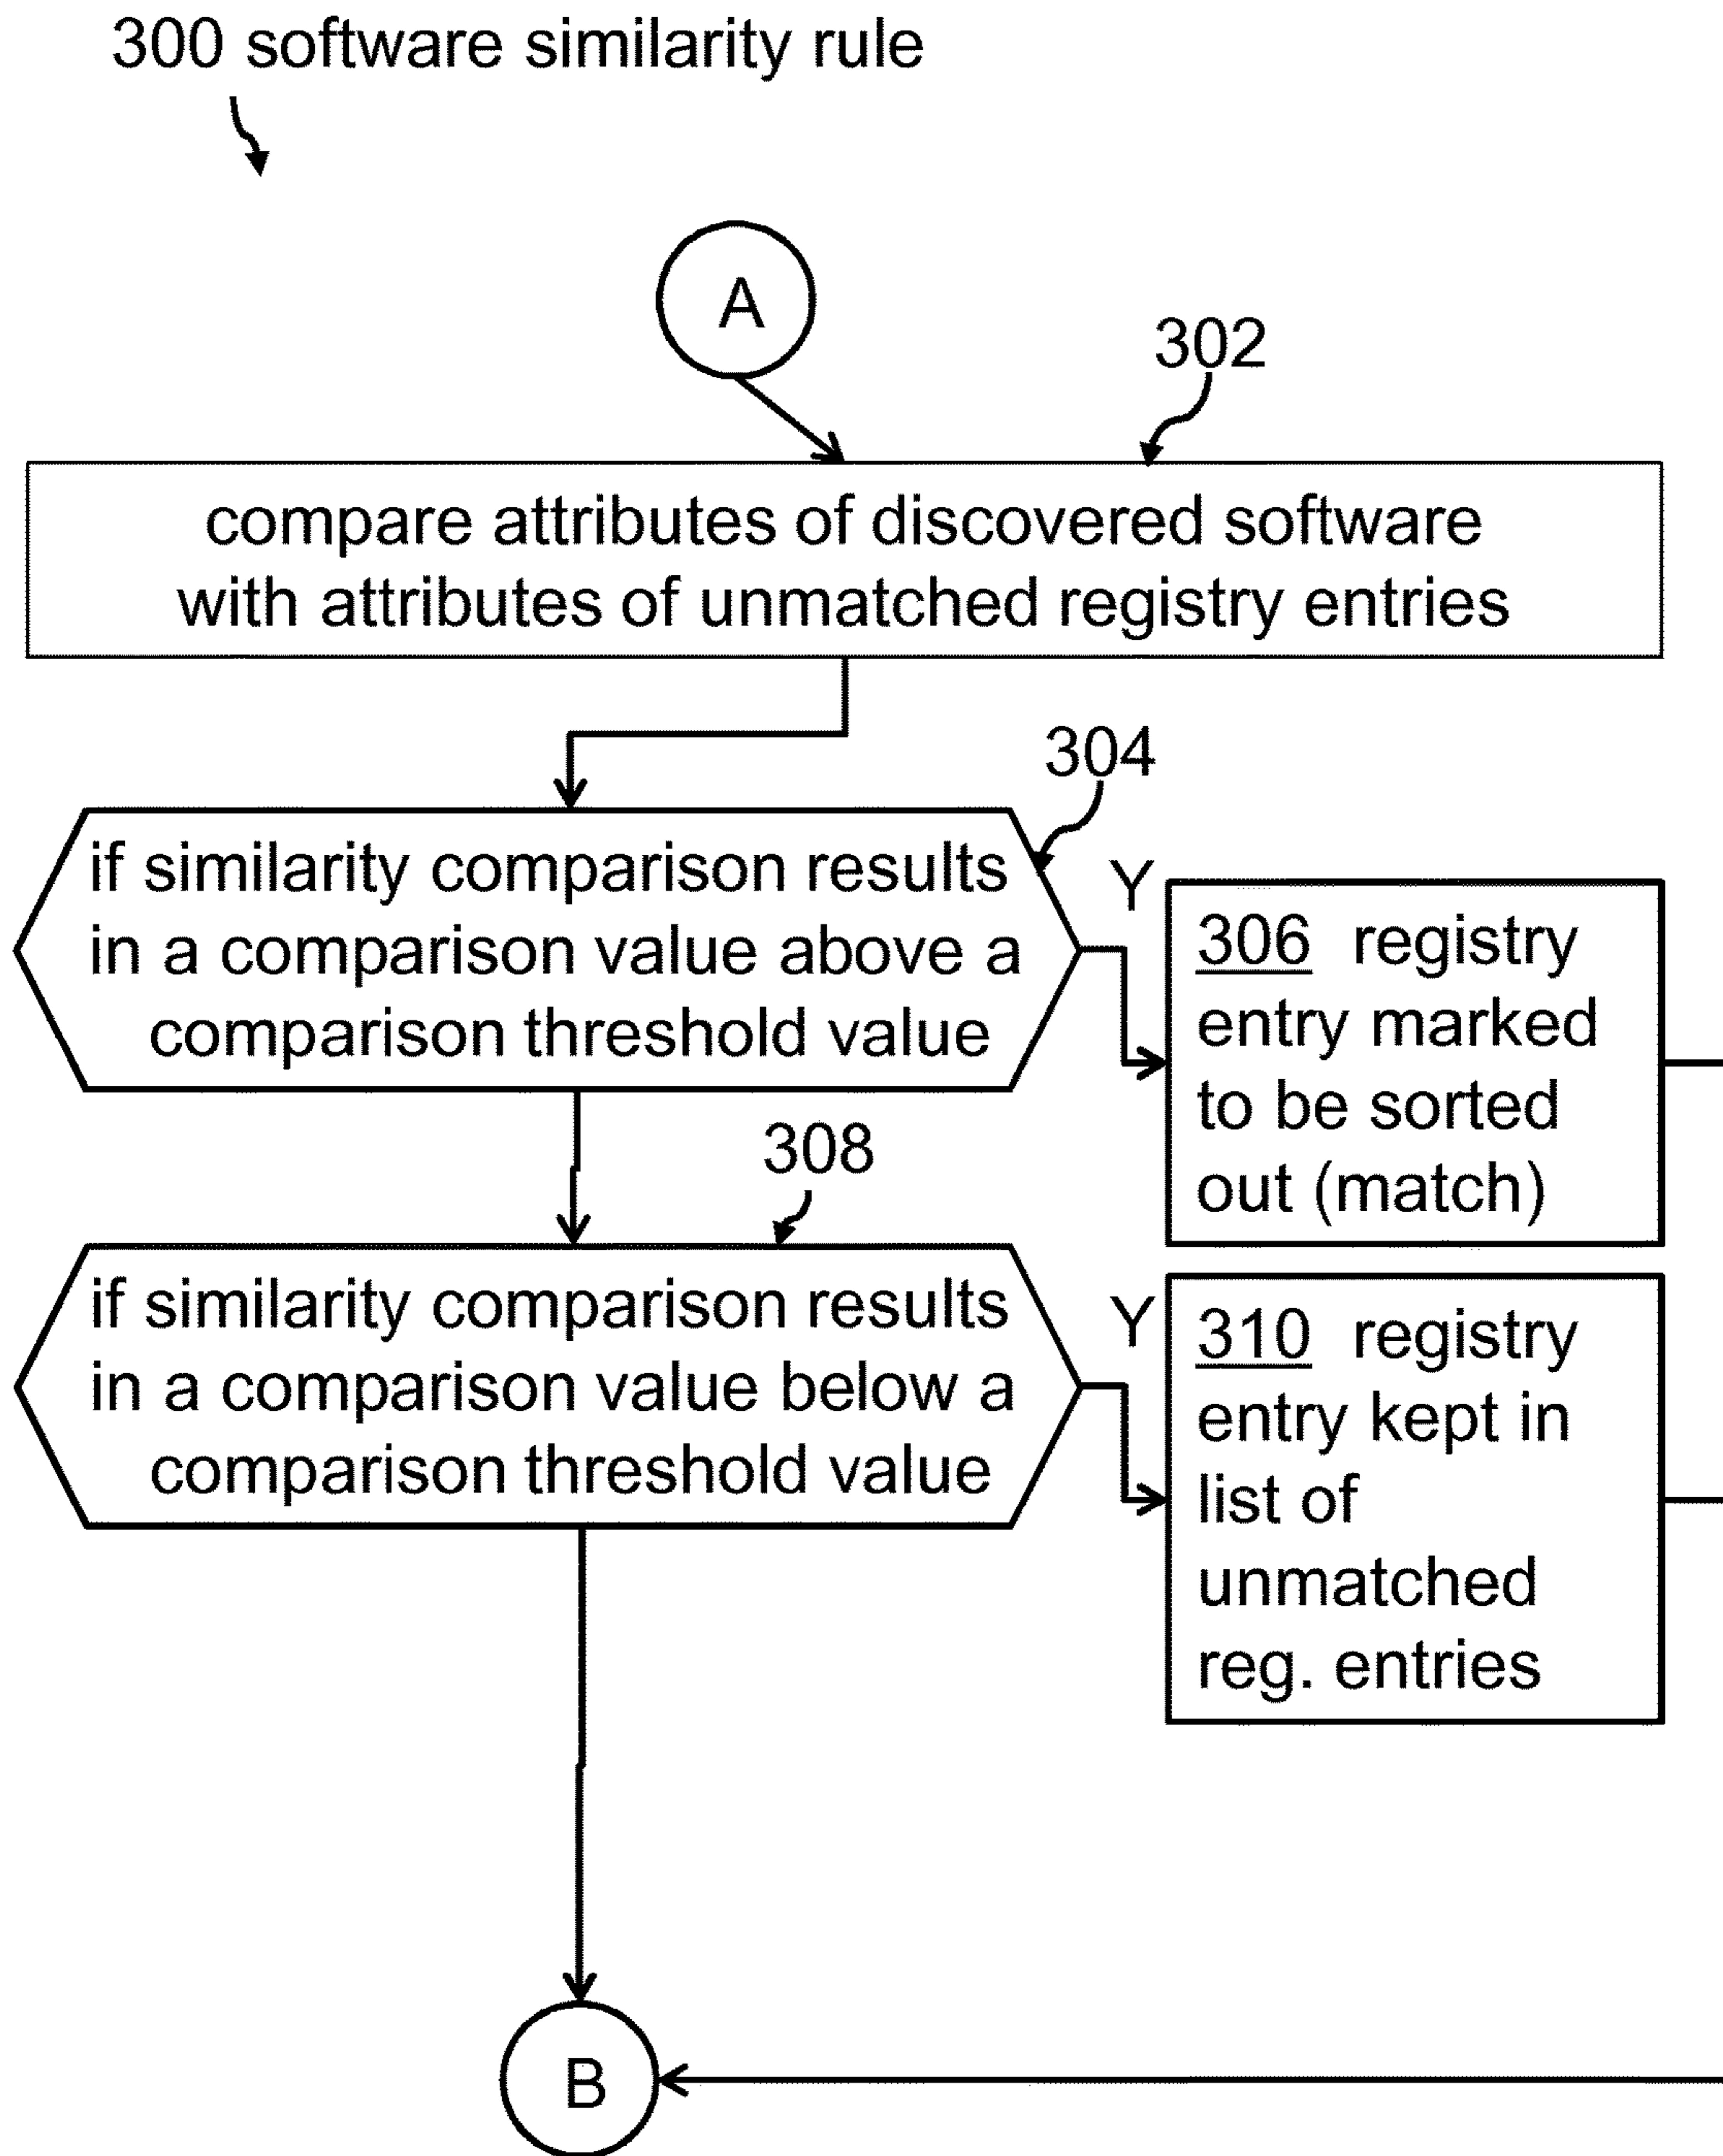 300 software similarity rule
A
302
compare attributes of discovered software
with attributes of unmatched registry entries
304
if similarity comparison results
in a comparison value above a
comparison threshold value
Y
306 registry
entry marked
to be sorted
out (match)
308
if similarity comparison results
in a comparison value below a
comparison threshold value
Y
310 registry
entry kept in
list of
unmatched
reg. entries
B